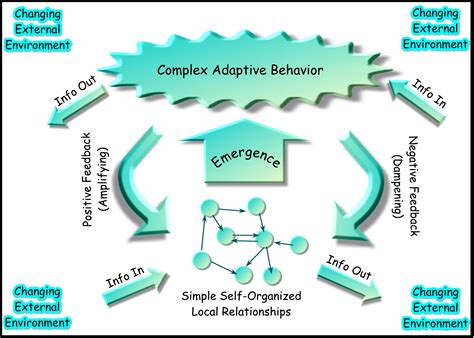 Changing
External
Environment
Changing
External
Environment
Info Out
Complex Adaptive Behavior
Info In
Positive Feedback
(Amplifying)
Emergence
Negative Feedback
(Dampening)
Info In
Info Out
Simple Self-Organized
Local Relationships
Changing
External
Environment
Changing
External
Environment